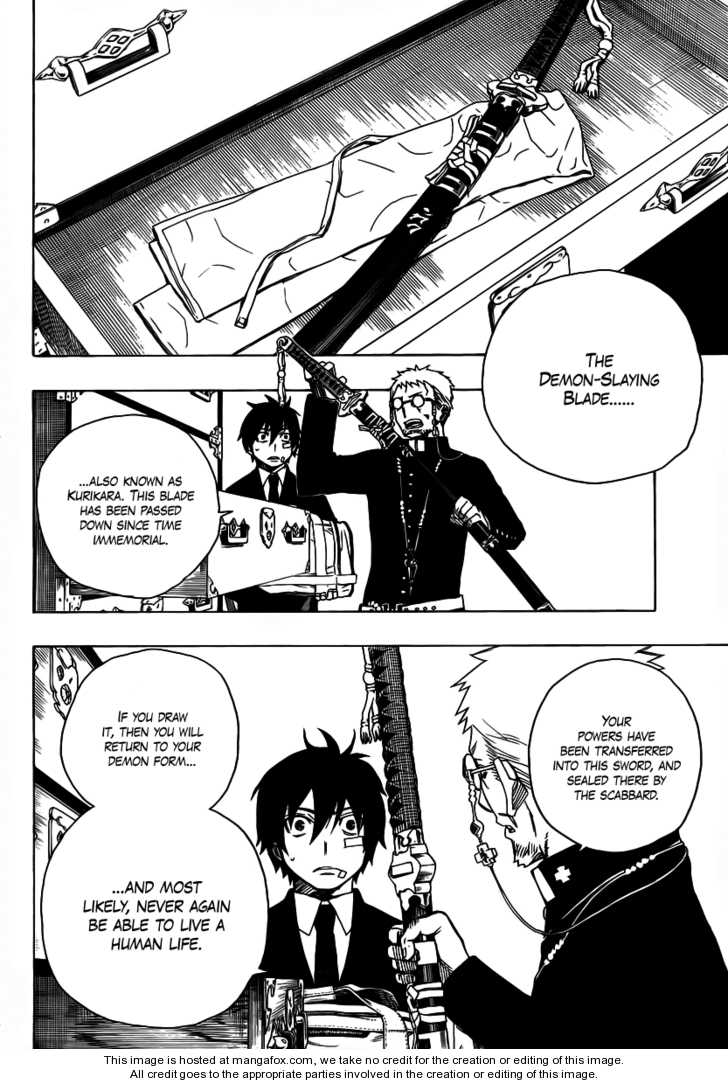 THE
DEMON-SLAYING
BLADE......
...ALSO KNOWN AS
KURIKARA. THIS BLADE
HAS BEEN PASSED
DOWN SINCE TIME
IMMEMORIAL.
YOUR
POWERS HAVE
BEEN TRANSFERRED
INTO THIS SWORD, AND
SEALED THERE BY
THE SCABBARD.
IF YOU DRAW
IT, THEN YOU WILL
RETURN TO YOUR
DEMON FORM...
...AND MOST
LIKELY, NEVER AGAIN
BE ABLE TO LIVE A
HUMAN LIFE.
This image is hosted at mangafox.com, we take no credit for the creation or editing of this image.
All credit goes to the appropriate parties involved in the creation or editing of this image.